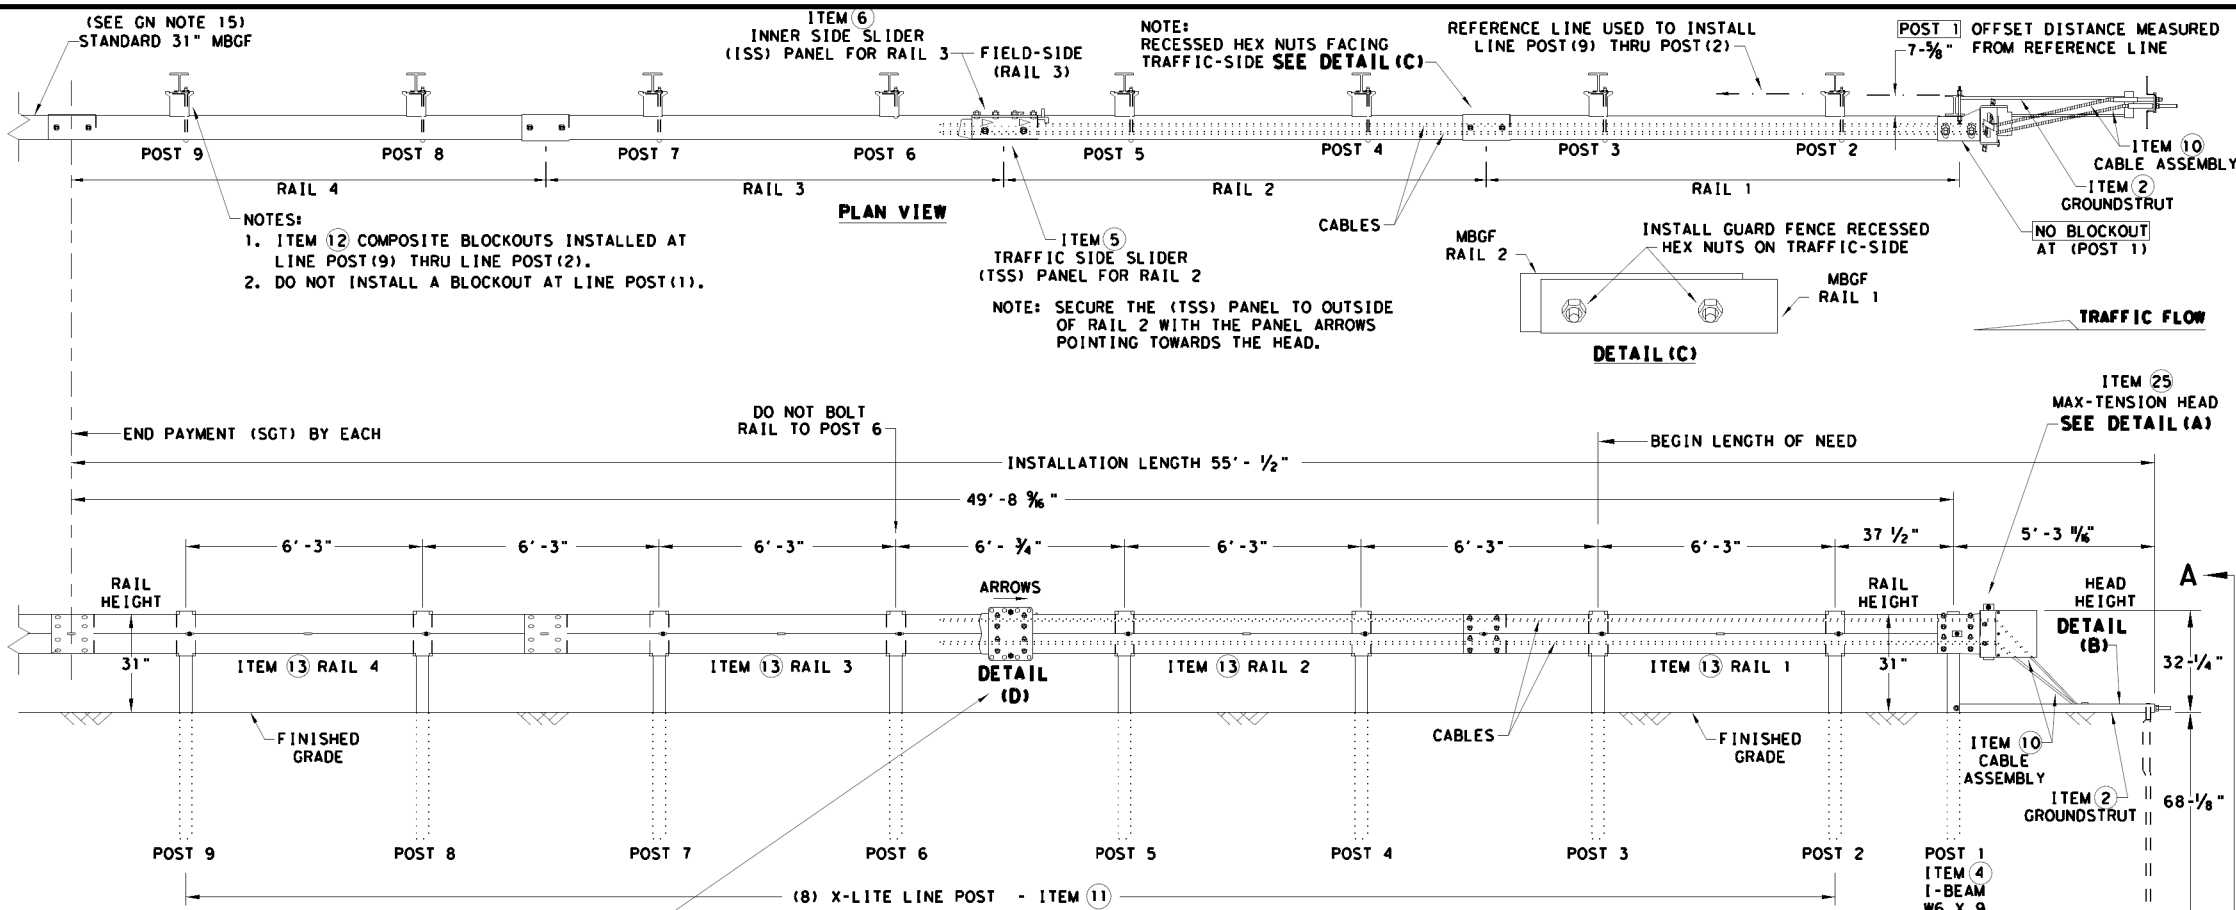 (SEE GN NOTE 15)
STANDARD 31" MBGF
ITEM 6
INNER SIDE SLIDER
(ISS) PANEL FOR RAIL 3
FIELD-SIDE
(RAIL 3)
NOTE:
RECESSED HEX NUTS FACING
TRAFFIC-SIDE SEE DETAIL(C)
REFERENCE LINE USED TO INSTALL
LINE POST(9) THRU POST(2)
POST 1 OFFSET DISTANCE MEASURED
7-5/8" FROM REFERENCE LINE
POST 9
POST 8
POST 7
POST 6
POST 5
POST 4
POST 3
POST 2
ITEM 10
CABLE ASSEMBLY
ITEM 2
GROUNDSTRUT
RAIL 4
RAIL 3
RAIL 2
RAIL 1
PLAN VIEW
CABLES
NO BLOCKOUT
AT (POST 1)
NOTES:
1. ITEM 12 COMPOSITE BLOCKOUTS INSTALLED AT
LINE POST(9) THRU LINE POST(2).
2. DO NOT INSTALL A BLOCKOUT AT LINE POST(1).
ITEM 5
TRAFFIC SIDE SLIDER
(TSS) PANEL FOR RAIL 2
NOTE: SECURE THE (TSS) PANEL TO OUTSIDE
OF RAIL 2 WITH THE PANEL ARROWS
POINTING TOWARDS THE HEAD.
INSTALL GUARD FENCE RECESSED
HEX NUTS ON TRAFFIC-SIDE
MBGF
RAIL 2
MBGF
RAIL 1
DETAIL(C)
TRAFFIC FLOW
ITEM 25
MAX-TENSION HEAD
SEE DETAIL(A)
END PAYMENT (SGT) BY EACH
DO NOT BOLT
RAIL TO POST 6
BEGIN LENGTH OF NEED
INSTALLATION LENGTH 55'- 1/2"
49'-8 9/16"
6'-3"
6'-3"
6'-3"
6'- 3/4"
6'-3"
6'-3"
6'-3"
37 1/2"
5'-3 11/16"
A
RAIL
HEIGHT
31"
ARROWS
RAIL
HEIGHT
31"
HEAD
HEIGHT
DETAIL
(B)
32-1/4"
ITEM 13 RAIL 4
ITEM 13 RAIL 3
DETAIL
(D)
ITEM 13 RAIL 2
ITEM 13 RAIL 1
FINISHED
GRADE
CABLES
FINISHED
GRADE
ITEM 10
CABLE
ASSEMBLY
ITEM 2
GROUNDSTRUT
68-1/8"
POST 9
POST 8
POST 7
POST 6
POST 5
POST 4
POST 3
POST 2
POST 1
ITEM 4
I-BEAM
W6 X 9
(8) X-LITE LINE POST - ITEM 11